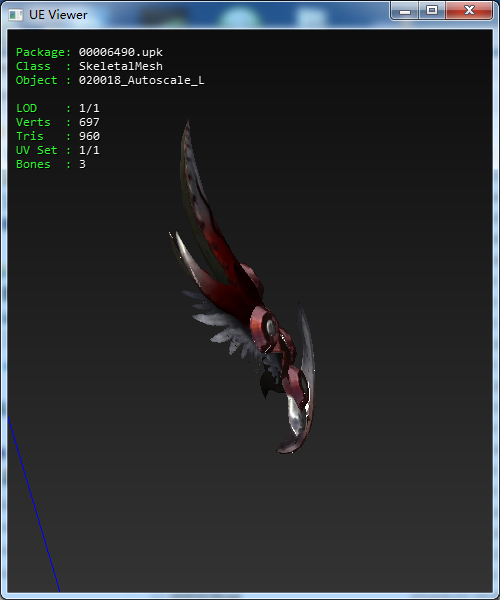 UE Viewer
Package: 00006490.upk
Class : SkeletalMesh
Object : 020018_Autoscale_L
LOD : 1/1
Verts : 697
Tris : 960
UV Set : 1/1
Bones : 3